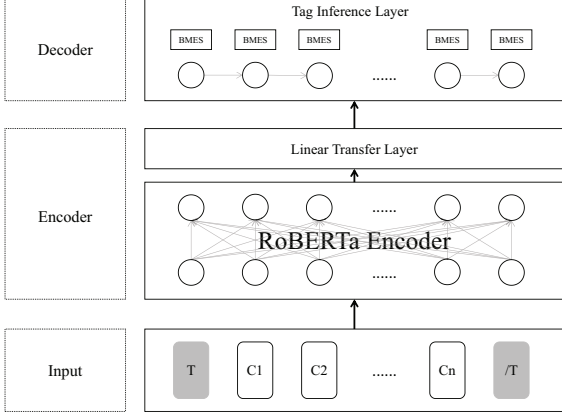 Tag Inference Layer
BMES BMES BMES BMES BMES
Decoder
......
Linear Transfer Layer
......
Encoder
RoBERTa Encoder
......
Input
T C1 C2 ...... Cn /T